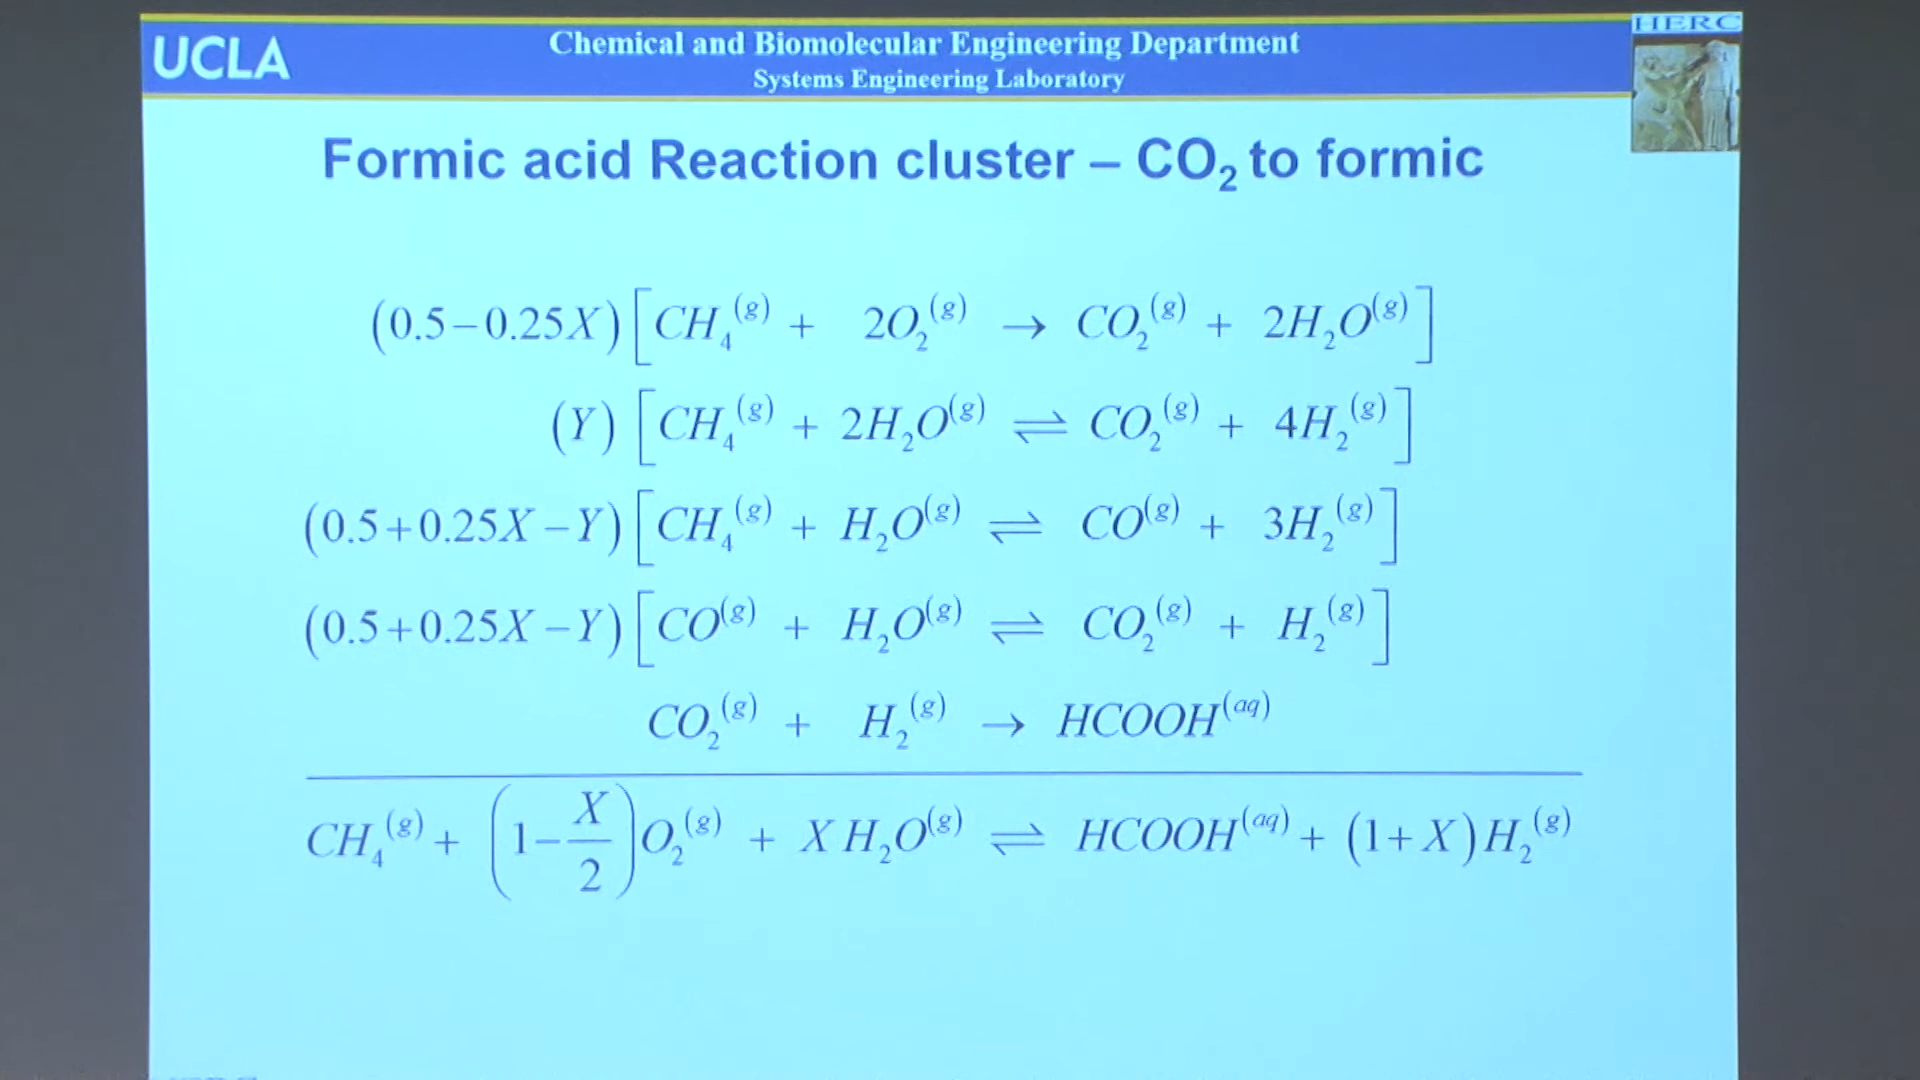 UCLA
Chemical and Biomolecular Engineering Department
Systems Engineering Laboratory
HERC
Formic acid Reaction cluster – CO₂ to formic
(0.5−0.25X)[CH₄⁽ᵍ⁾ + 2O₂⁽ᵍ⁾ → CO₂⁽ᵍ⁾ + 2H₂O⁽ᵍ⁾]
(Y)[CH₄⁽ᵍ⁾ + 2H₂O⁽ᵍ⁾ ⇌ CO₂⁽ᵍ⁾ + 4H₂⁽ᵍ⁾]
(0.5+0.25X−Y)[CH₄⁽ᵍ⁾ + H₂O⁽ᵍ⁾ ⇌ CO⁽ᵍ⁾ + 3H₂⁽ᵍ⁾]
(0.5+0.25X−Y)[CO⁽ᵍ⁾ + H₂O⁽ᵍ⁾ ⇌ CO₂⁽ᵍ⁾ + H₂⁽ᵍ⁾]
CO₂⁽ᵍ⁾ + H₂⁽ᵍ⁾ → HCOOH⁽aq⁾
CH₄⁽ᵍ⁾ + (1−X/2)O₂⁽ᵍ⁾ + X H₂O⁽ᵍ⁾ ⇌ HCOOH⁽aq⁾ + (1+X)H₂⁽ᵍ⁾